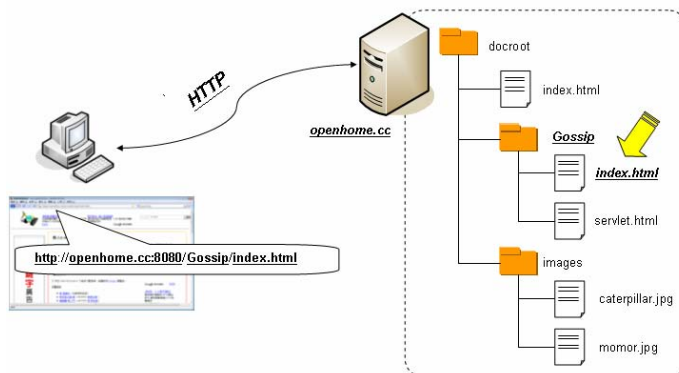 HTTP
openhome.cc
http://openhome.cc:8080/Gossip/index.html
docroot
index.html
Gossip
index.html
servlet.html
images
caterpillar.jpg
momor.jpg